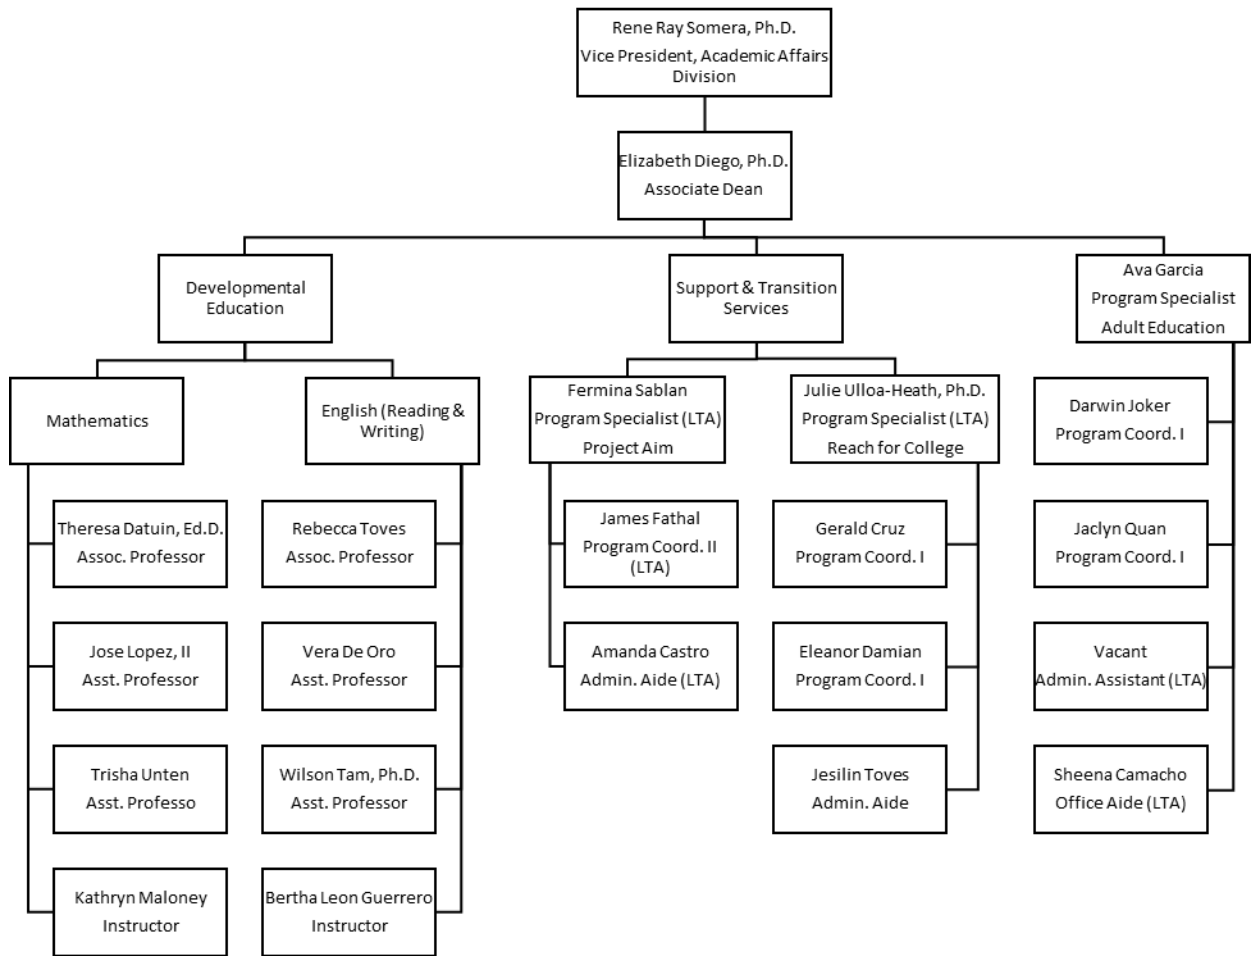 Rene Ray Somera, Ph.D.
Vice President, Academic Affairs
Division
Elizabeth Diego, Ph.D.
Associate Dean
Developmental
Education
Support & Transition
Services
Ava Garcia
Program Specialist
Adult Education
Mathematics
English (Reading &
Writing)
Fermina Sablan
Program Specialist (LTA)
Project Aim
Julie Ulloa-Heath, Ph.D.
Program Specialist (LTA)
Reach for College
Darwin Joker
Program Coord. I
Theresa Datuin, Ed.D.
Assoc. Professor
Rebecca Toves
Assoc. Professor
James Fathal
Program Coord. II
(LTA)
Gerald Cruz
Program Coord. I
Jaclyn Quan
Program Coord. I
Jose Lopez, II
Asst. Professor
Vera De Oro
Asst. Professor
Amanda Castro
Admin. Aide (LTA)
Eleanor Damian
Program Coord. I
Vacant
Admin. Assistant (LTA)
Trisha Unten
Asst. Professo
Wilson Tam, Ph.D.
Asst. Professor
Jesilin Toves
Admin. Aide
Sheena Camacho
Office Aide (LTA)
Kathryn Maloney
Instructor
Bertha Leon Guerrero
Instructor